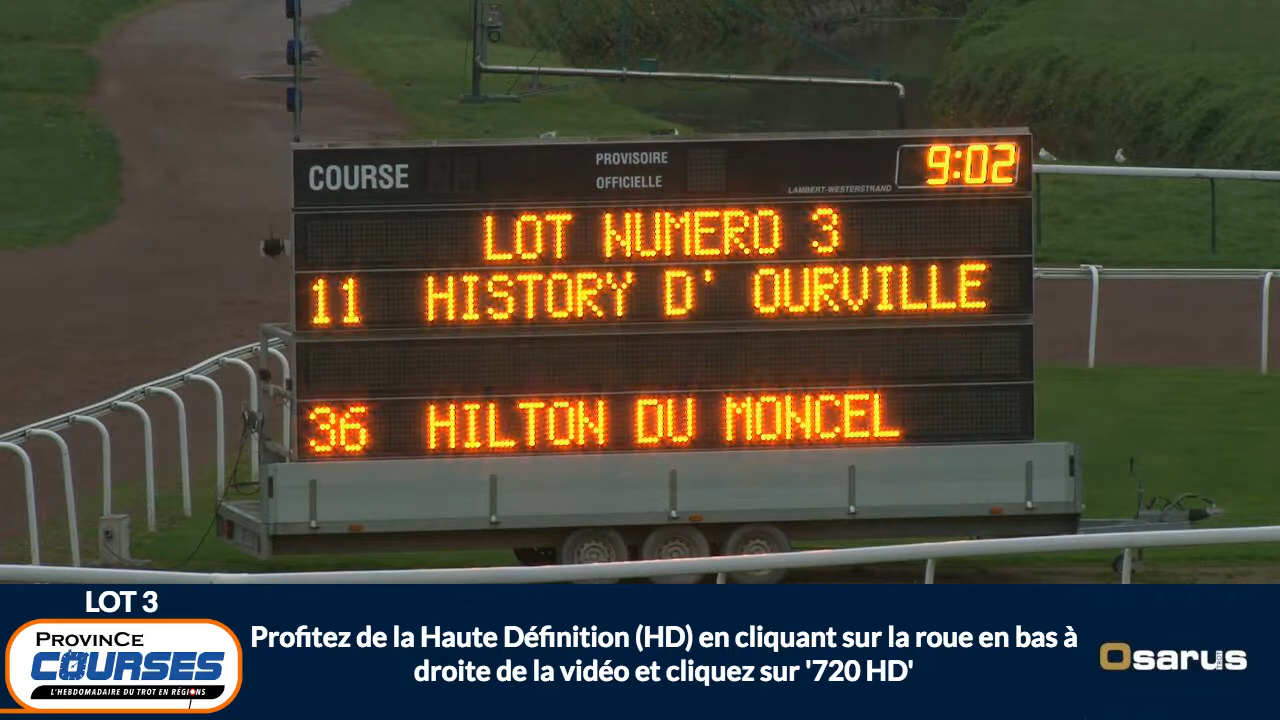 COURSE
PROVISOIRE
OFFICIELLE
LAMBERT-WESTERSTRAND
9:02
LOT NUMERO 3
11 HISTORY D' OURVILLE
36 HILTON DU MONCEL
LOT 3
PROVINCE
COURSES
L'HEBDOMADAIRE DU TROT EN RÉGIONS
Profitez de la Haute Définition (HD) en cliquant sur la roue en bas à
droite de la vidéo et cliquez sur '720 HD'
Osarus